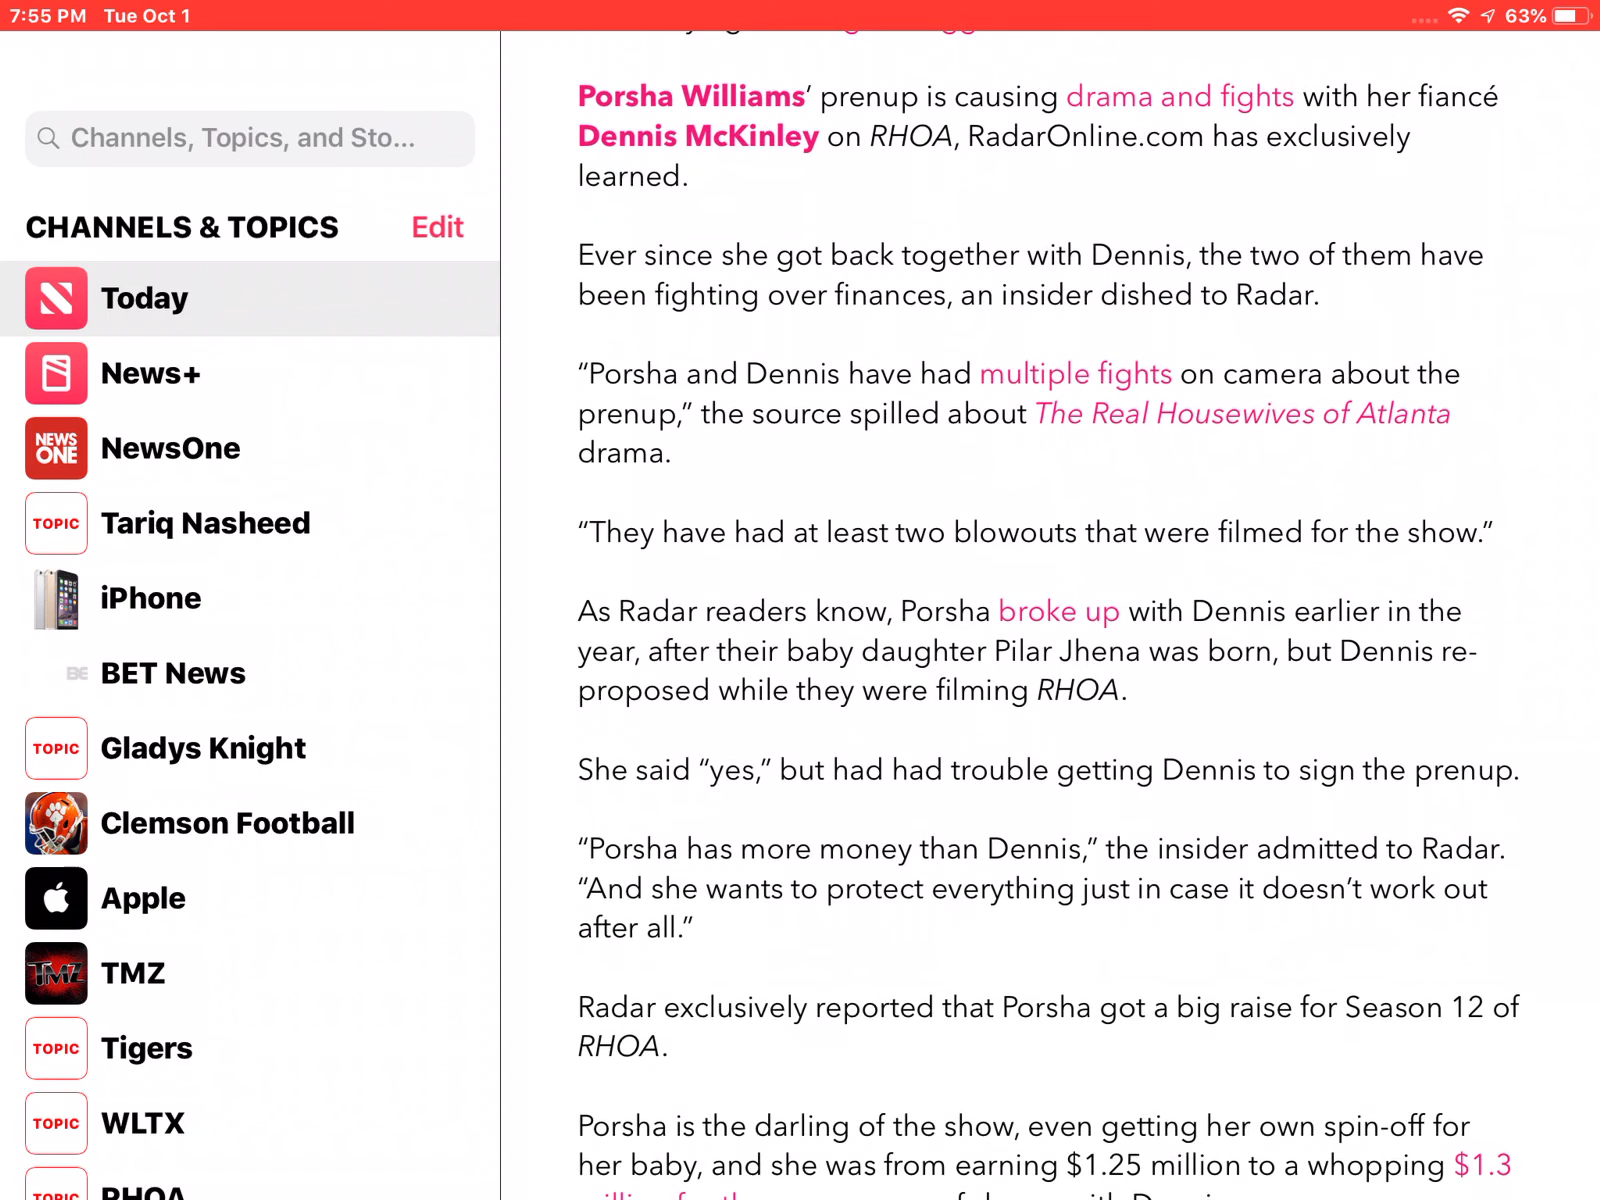 7:55 PM Tue Oct 1
63%
Channels, Topics, and Sto...
CHANNELS & TOPICS Edit
Today
News+
NEWS
ONE
NewsOne
TOPIC
Tariq Nasheed
iPhone
BE
BET News
TOPIC
Gladys Knight
Clemson Football
Apple
TMZ
TMZ
TOPIC
Tigers
TOPIC
WLTX
TOPIC
RHOA
Porsha Williams’ prenup is causing drama and fights with her fiancé
Dennis McKinley on RHOA, RadarOnline.com has exclusively
learned.
Ever since she got back together with Dennis, the two of them have
been fighting over finances, an insider dished to Radar.
“Porsha and Dennis have had multiple fights on camera about the
prenup,” the source spilled about The Real Housewives of Atlanta
drama.
“They have had at least two blowouts that were filmed for the show.”
As Radar readers know, Porsha broke up with Dennis earlier in the
year, after their baby daughter Pilar Jhena was born, but Dennis re-
proposed while they were filming RHOA.
She said “yes,” but had had trouble getting Dennis to sign the prenup.
“Porsha has more money than Dennis,” the insider admitted to Radar.
“And she wants to protect everything just in case it doesn’t work out
after all.”
Radar exclusively reported that Porsha got a big raise for Season 12 of
RHOA.
Porsha is the darling of the show, even getting her own spin-off for
her baby, and she was from earning $1.25 million to a whopping $1.3